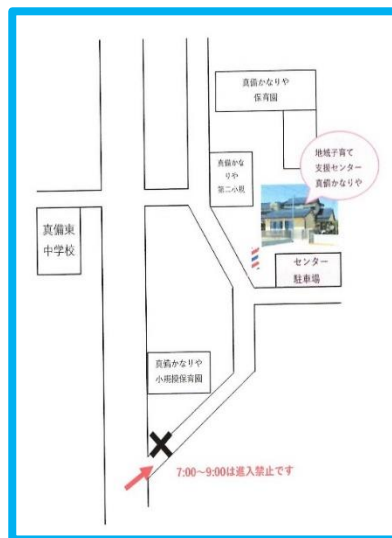 真備かなりや
保育園
地域子育て
支援センター
真備かなりや
真備かな
りや
第二小規
真備東
中学校
センター
駐車場
真備かなりや
小規模保育園
7:00～9:00は進入禁止です